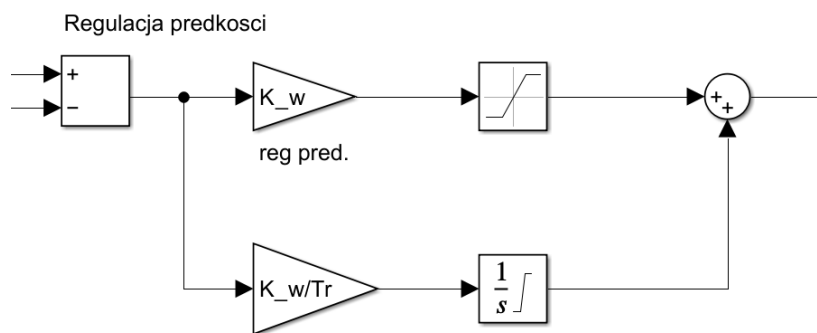 Regulacja predkosci
+
−
K_w
+
+
reg pred.
K_w/Tr
1
s